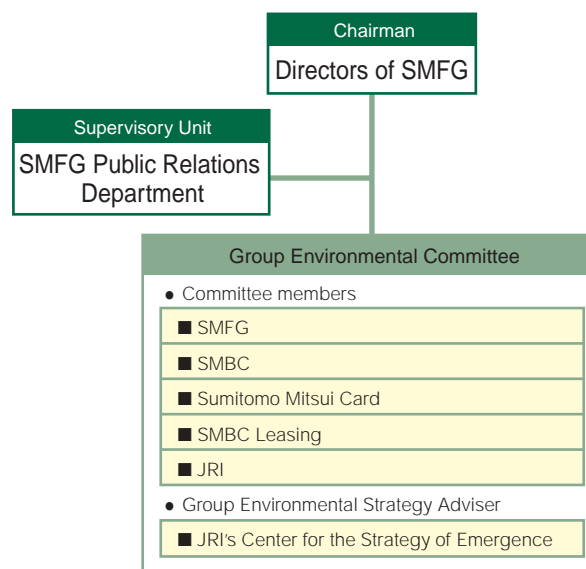 Chairman
Directors of SMFG
Supervisory Unit
SMFG Public Relations
Department
Group Environmental Committee
● Committee members
■ SMFG
■ SMBC
■ Sumitomo Mitsui Card
■ SMBC Leasing
■ JRI
● Group Environmental Strategy Adviser
■ JRI's Center for the Strategy of Emergence